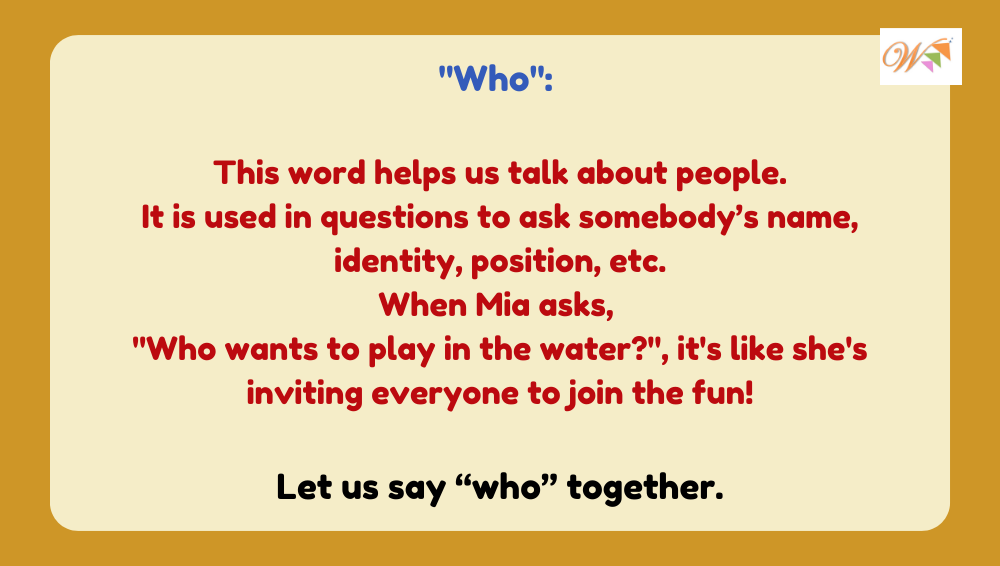 W
"Who":
This word helps us talk about people.
It is used in questions to ask somebody’s name,
identity, position, etc.
When Mia asks,
"Who wants to play in the water?", it's like she's
inviting everyone to join the fun!
Let us say “who” together.